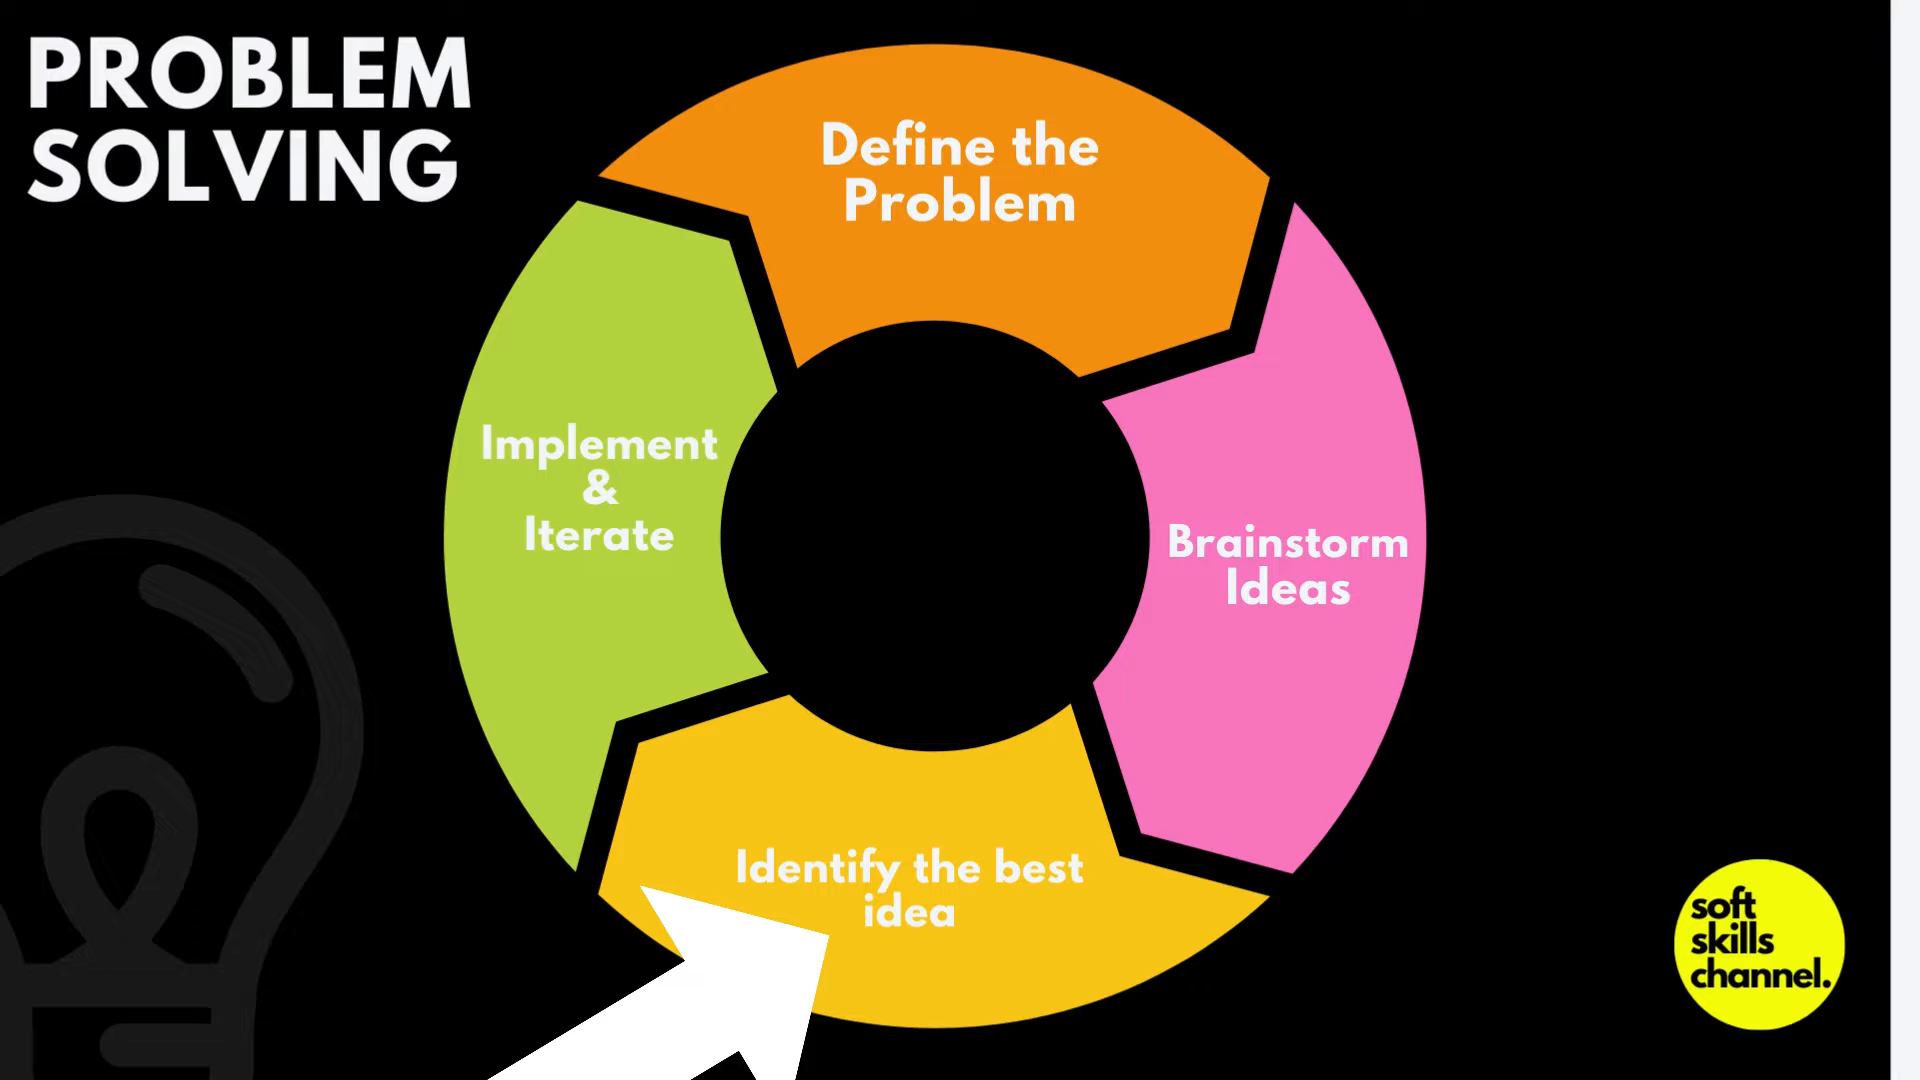 PROBLEM
SOLVING
Define the
Problem
Implement
&
Iterate
Brainstorm
Ideas
Identify the best
idea
soft
skills
channel.